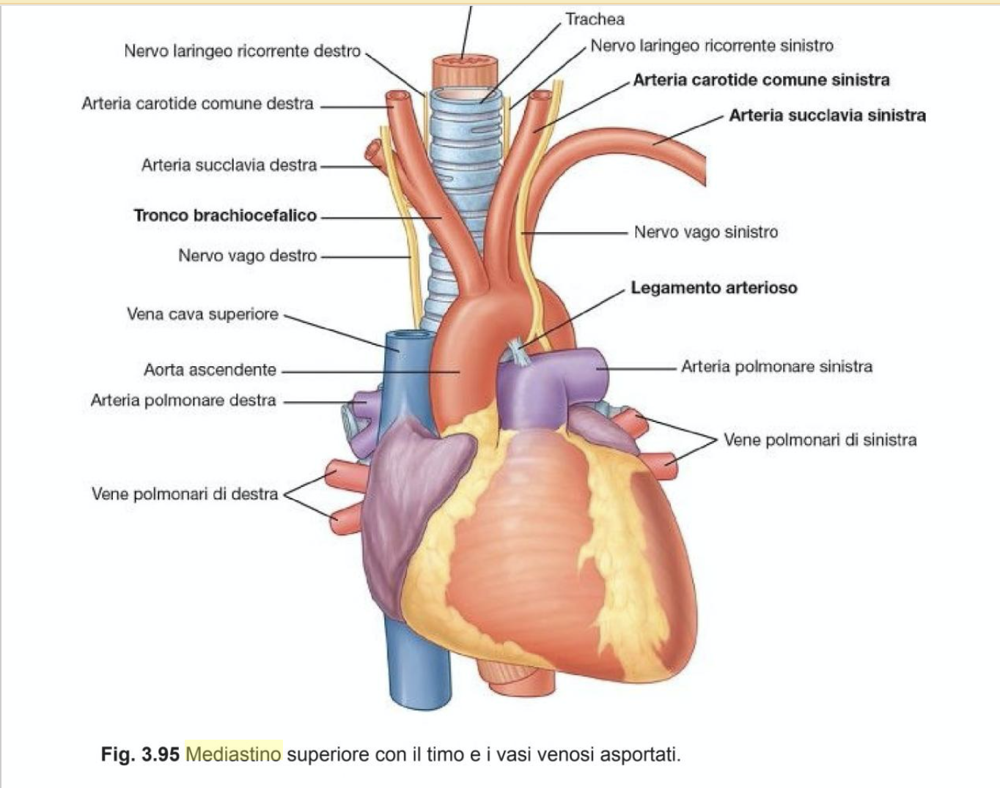 Trachea
Nervo laringeo ricorrente destro
Nervo laringeo ricorrente sinistro
Arteria carotide comune sinistra
Arteria carotide comune destra
Arteria succlavia sinistra
Arteria succlavia destra
Tronco brachiocefalico
Nervo vago sinistro
Nervo vago destro
Legamento arterioso
Vena cava superiore
Arteria polmonare sinistra
Aorta ascendente
Arteria polmonare destra
Vene polmonari di sinistra
Vene polmonari di destra
Fig. 3.95 Mediastino superiore con il timo e i vasi venosi asportati.